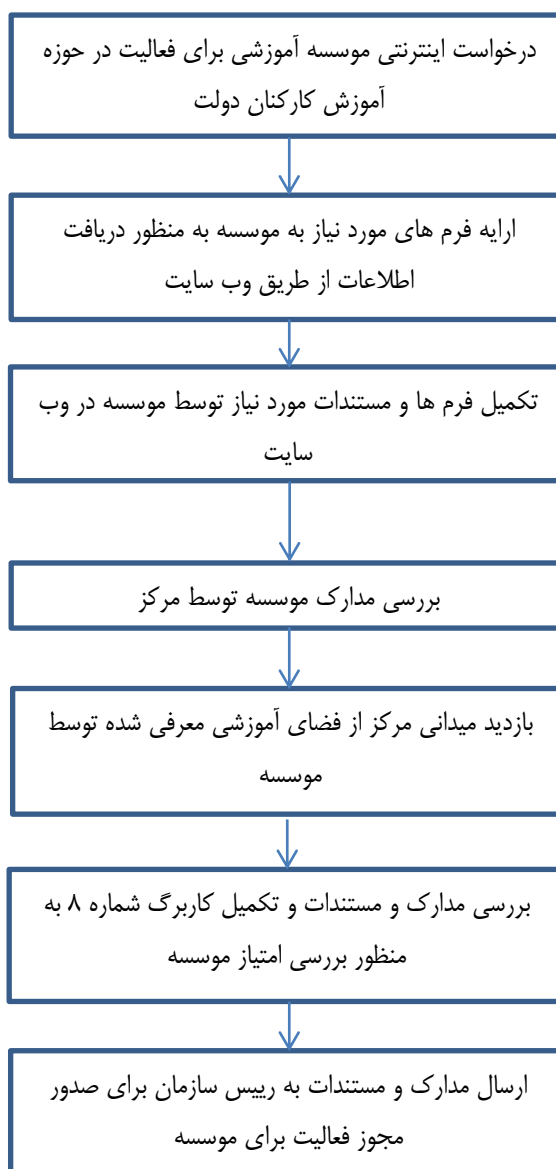 درخواست اینترنتی موسسه آموزشی برای فعالیت در حوزه
آموزش کارکنان دولت
ارایه فرم های مورد نیاز به موسسه به منظور دریافت
اطلاعات از طریق وب سایت
تکمیل فرم ها و مستندات مورد نیاز توسط موسسه در وب
سایت
بررسی مدارک موسسه توسط مرکز
بازدید میدانی مرکز از فضای آموزشی معرفی شده توسط
موسسه
بررسی مدارک و مستندات و تکمیل کاربرگ شماره ۸ به
منظور بررسی امتیاز موسسه
ارسال مدارک و مستندات به رییس سازمان برای صدور
مجوز فعالیت برای موسسه